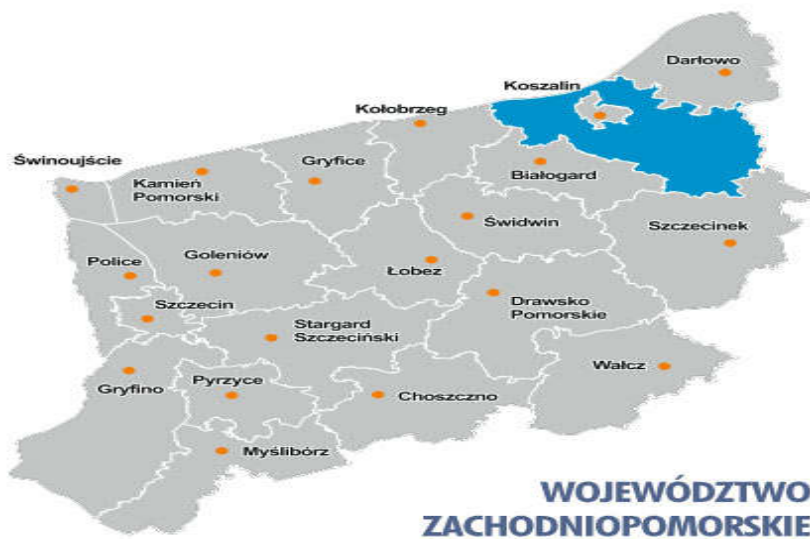 Darłowo
Koszalin
Kołobrzeg
Świnoujście
Kamień
Pomorski
Gryfice
Białogard
Świdwin
Szczecinek
Police
Goleniów
Łobez
Szczecin
Drawsko
Pomorskie
Stargard
Szczeciński
Wałcz
Gryfino
Pyrzyce
Choszczno
Myślibórz
WOJEWÓDZTWO
ZACHODNIOPOMORSKIE